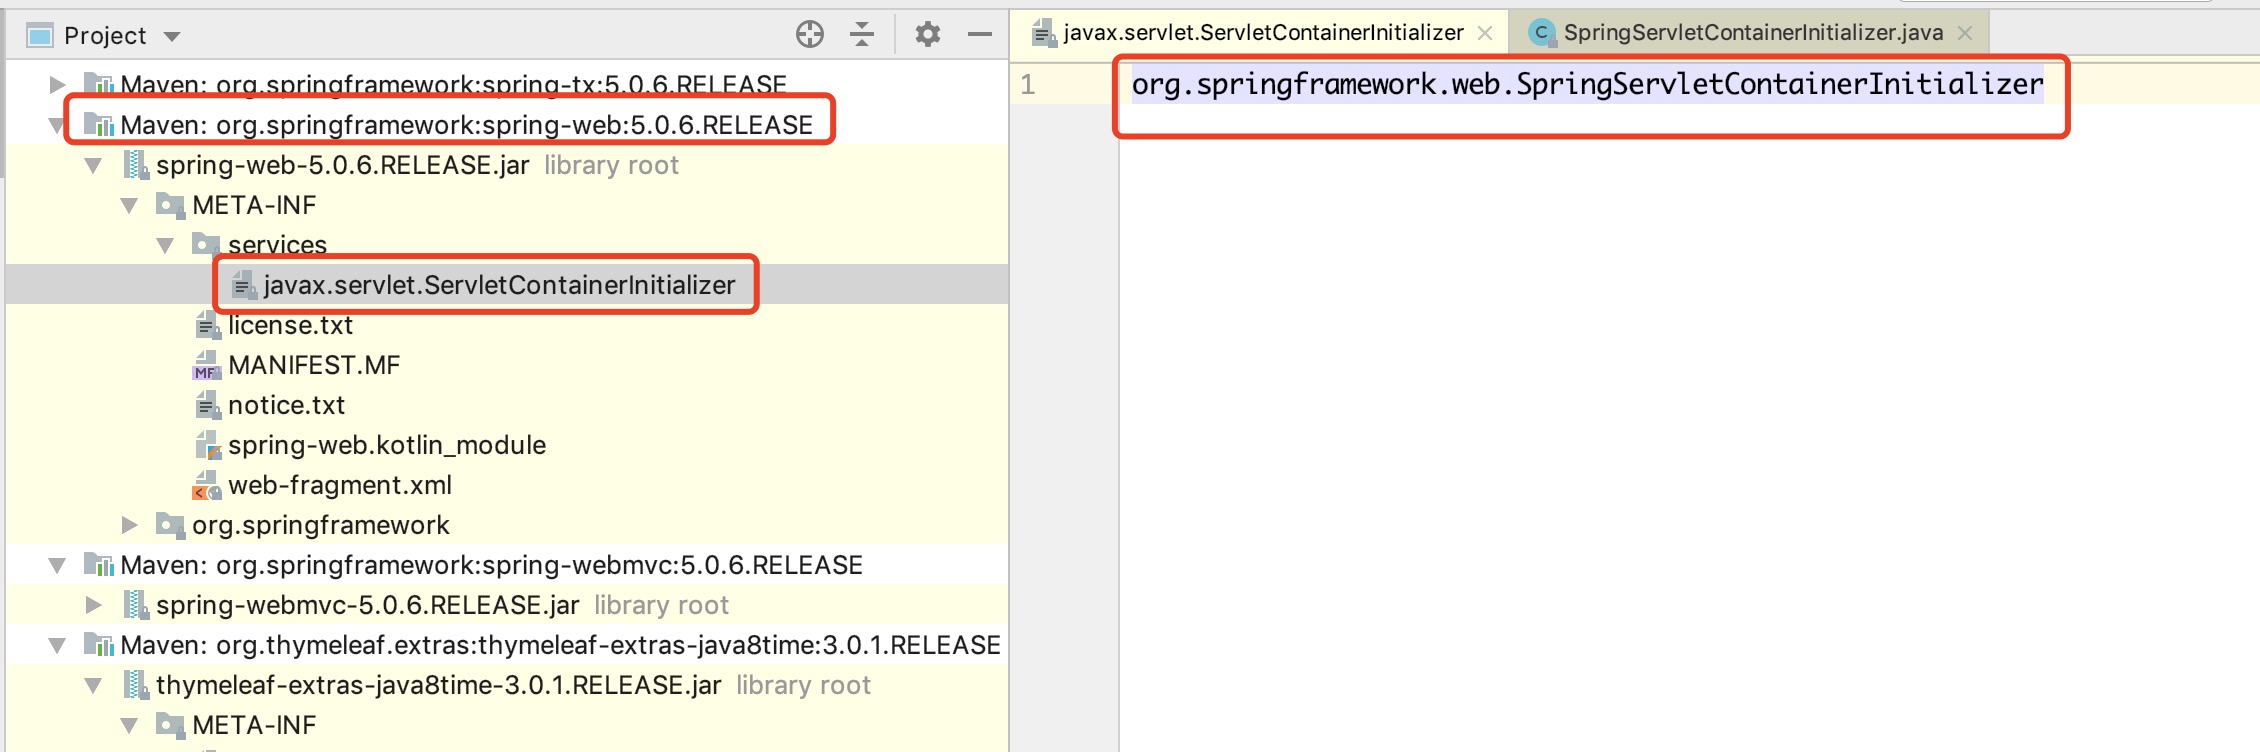 Project
Maven: org.springframework:spring-tx:5.0.6.RELEASE
Maven: org.springframework:spring-web:5.0.6.RELEASE
spring-web-5.0.6.RELEASE.jar library root
META-INF
services
javax.servlet.ServletContainerInitializer
license.txt
MF MANIFEST.MF
notice.txt
spring-web.kotlin_module
web-fragment.xml
org.springframework
Maven: org.springframework:spring-webmvc:5.0.6.RELEASE
spring-webmvc-5.0.6.RELEASE.jar library root
Maven: org.thymeleaf.extras:thymeleaf-extras-java8time:3.0.1.RELEASE
thymeleaf-extras-java8time-3.0.1.RELEASE.jar library root
META-INF
javax.servlet.ServletContainerInitializer
C SpringServletContainerInitializer.java
1 org.springframework.web.SpringServletContainerInitializer